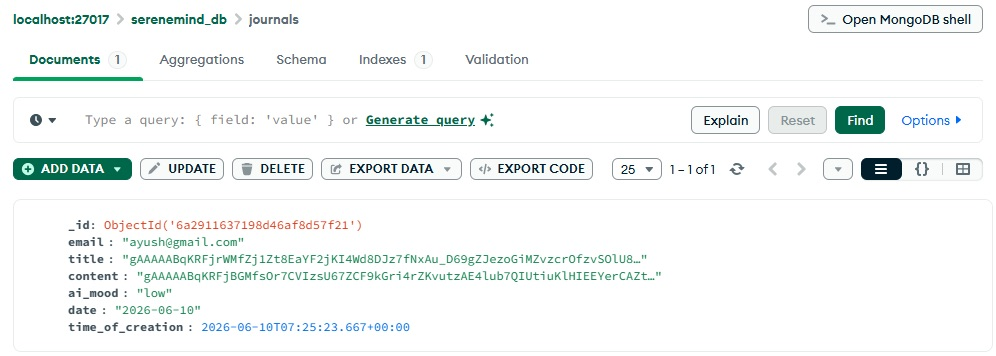 localhost:27017 > serenemind_db > journals
>_ Open MongoDB shell
Documents 1 Aggregations Schema Indexes 1 Validation
Type a query: { field: 'value' } or Generate query
Explain Reset Find Options
ADD DATA UPDATE DELETE EXPORT DATA </> EXPORT CODE 25 1 – 1 of 1 {}
_id: ObjectId('6a2911637198d46af8d57f21')
email : "ayush@gmail.com"
title : "gAAAAABqKRFjrWMfZj1Zt8EaYF2jKI4Wd8DJz7fNxAu_D69gZJezoGiMZvzcrOfzvSOlU8…"
content : "gAAAAABqKRFjBGMfsOr7CVIzsU67ZCF9kGri4rZKvutzAE4lub7QIUtiuKlHIEEYerCAZt…"
ai_mood : "low"
date : "2026-06-10"
time_of_creation : 2026-06-10T07:25:23.667+00:00